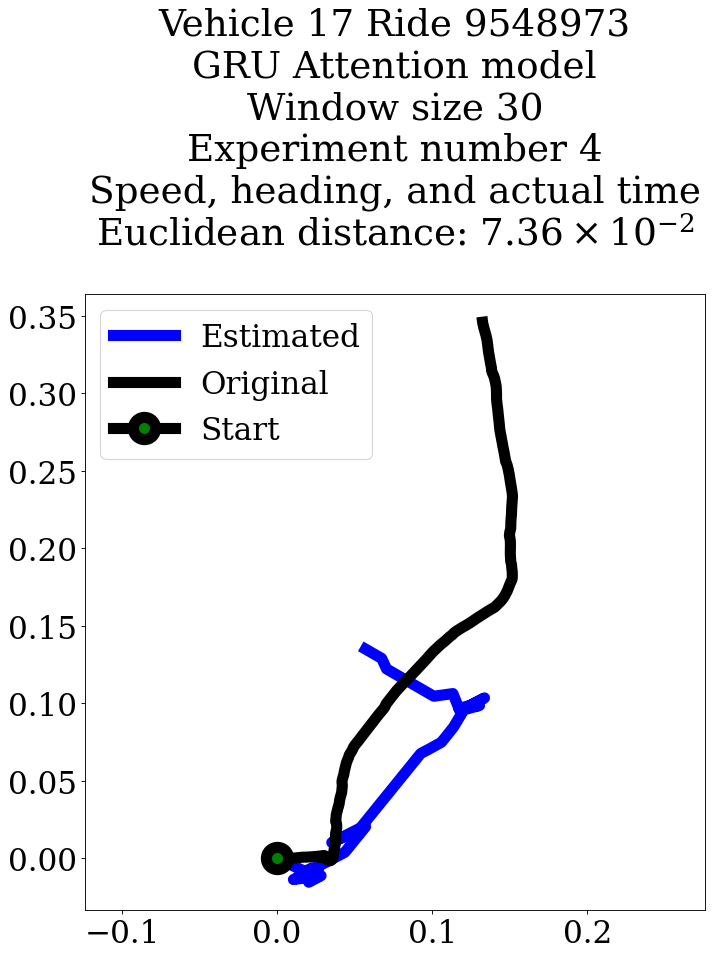 Vehicle 17 Ride 9548973
GRU Attention model
Window size 30
Experiment number 4
Speed, heading, and actual time
Euclidean distance: 7.36 × 10⁻²
Estimated
Original
Start
0.35
0.30
0.25
0.20
0.15
0.10
0.05
0.00
−0.1 0.0 0.1 0.2